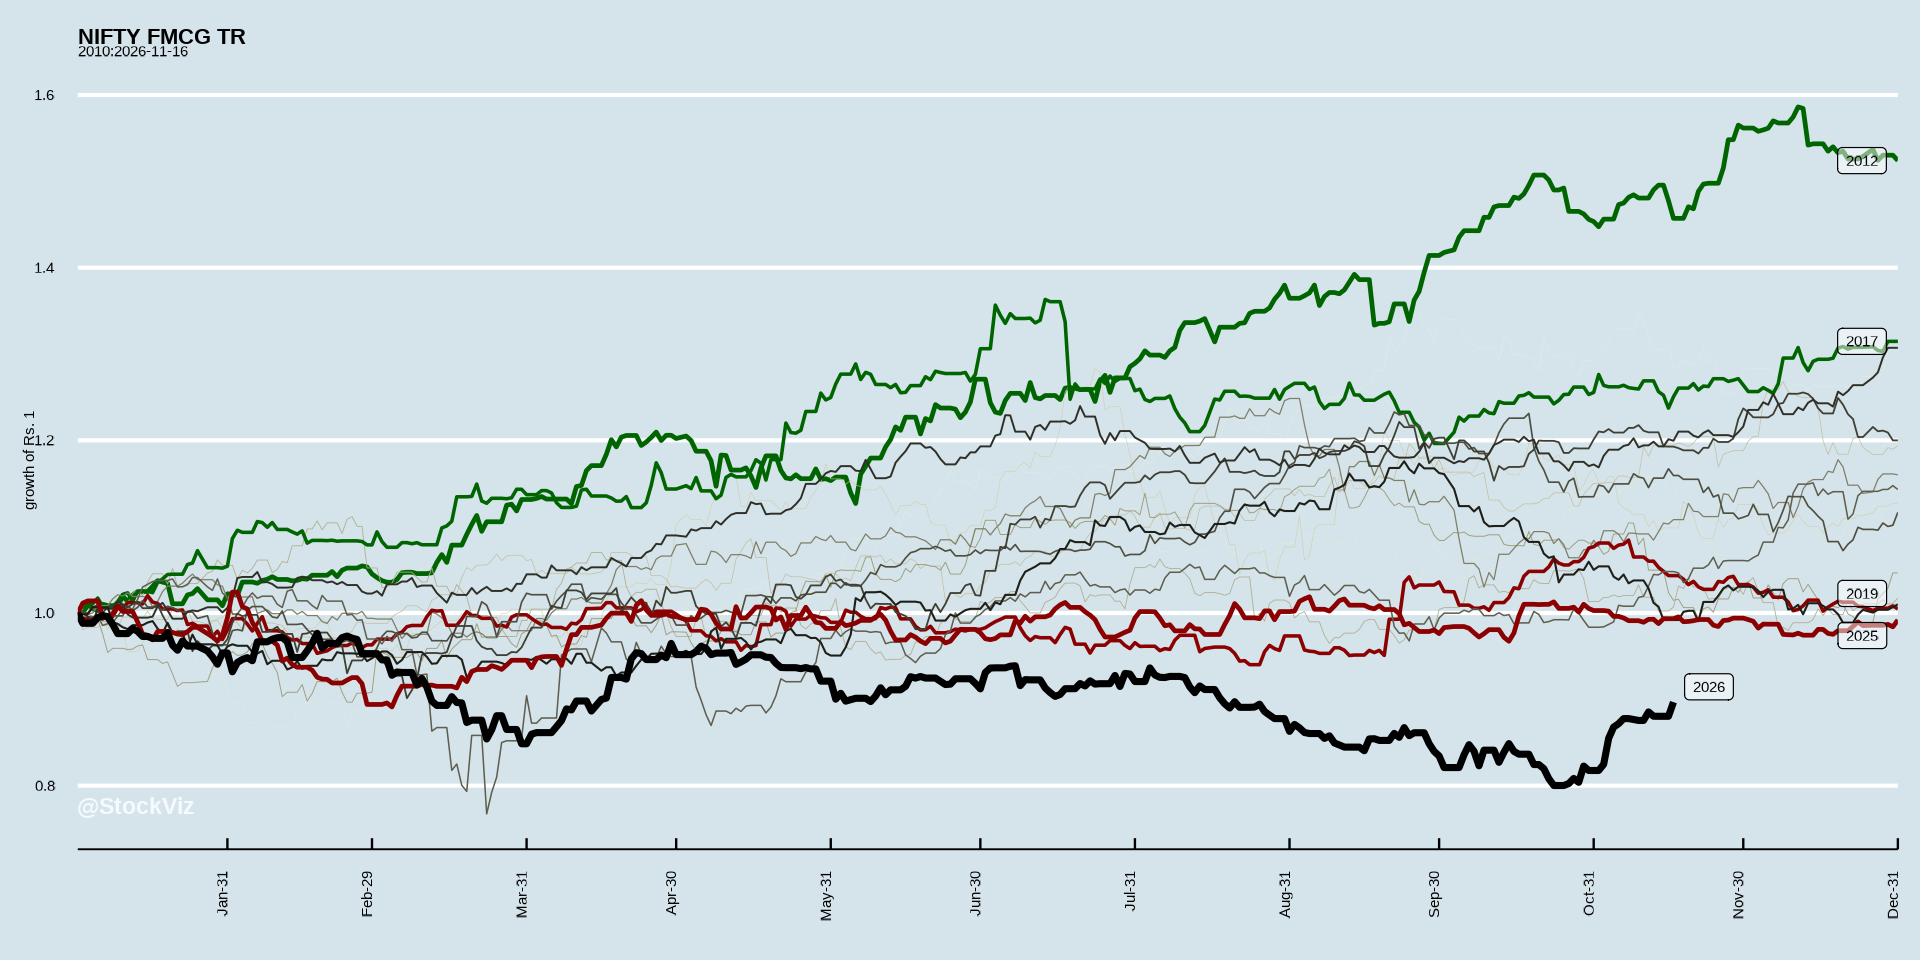 NIFTY FMCG TR
2010:2026-11-16
growth of Rs. 1
1.6
1.4
1.2
1.0
0.8
2012
2017
2019
2025
2026
@StockViz
Jan-31
Feb-29
Mar-31
Apr-30
May-31
Jun-30
Jul-31
Aug-31
Sep-30
Oct-31
Nov-30
Dec-31